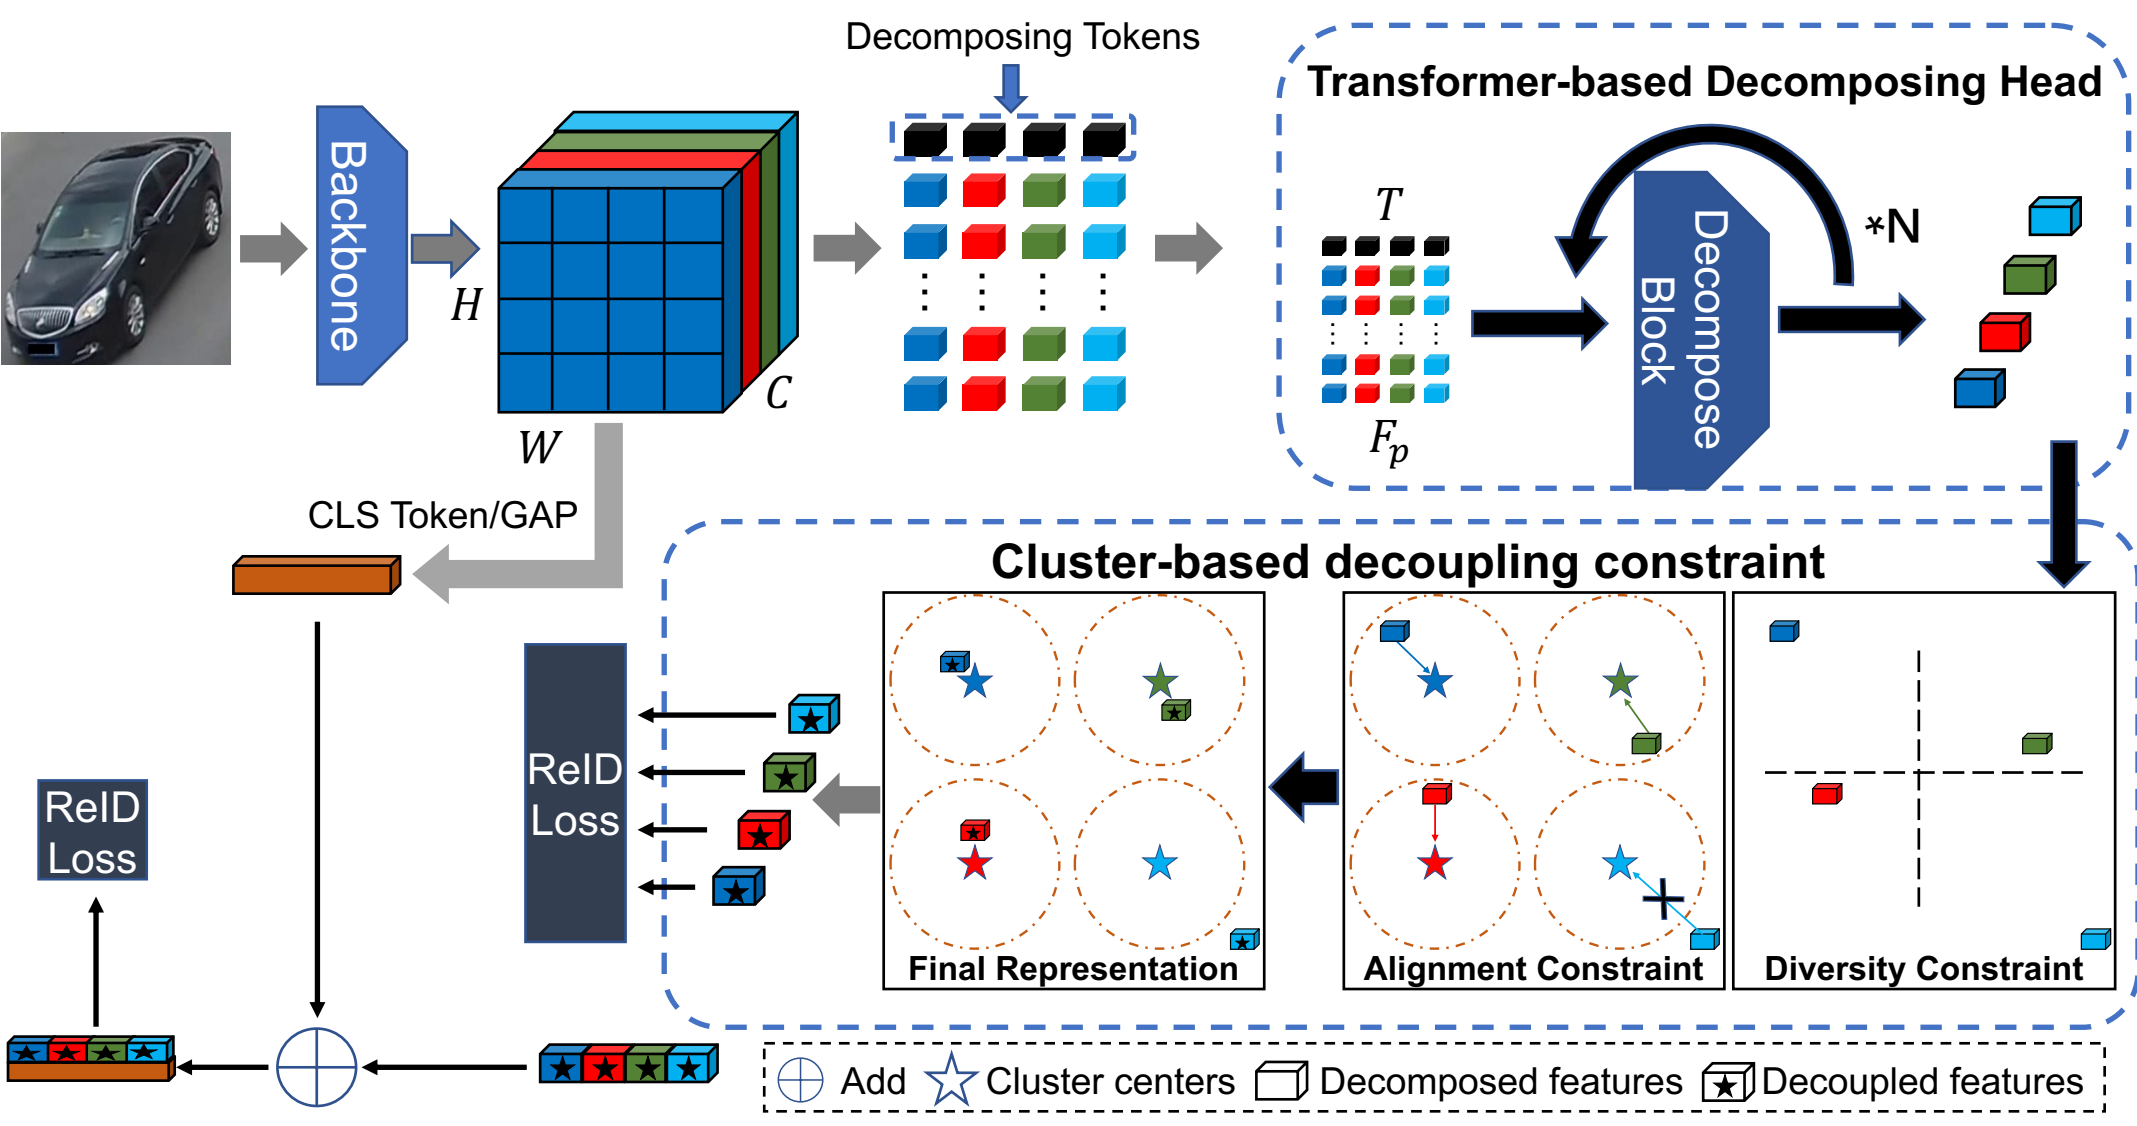 Decomposing Tokens
Transformer-based Decomposing Head
Backbone
H
W
C
T
F_p
Decompose
Block
*N
CLS Token/GAP
Cluster-based decoupling constraint
ReID
Loss
ReID
Loss
Final Representation
Alignment Constraint
Diversity Constraint
Add
Cluster centers
Decomposed features
Decoupled features